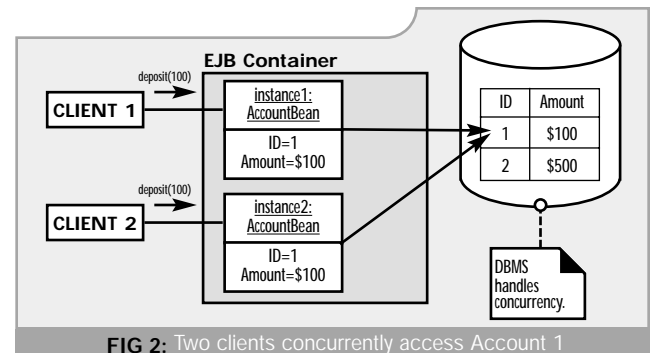 EJB Container
deposit(100)
CLIENT 1
instance1:
AccountBean
ID=1
Amount=$100
deposit(100)
CLIENT 2
instance2:
AccountBean
ID=1
Amount=$100
ID Amount
1 $100
2 $500
DBMS
handles
concurrency.
FIG 2: Two clients concurrently access Account 1